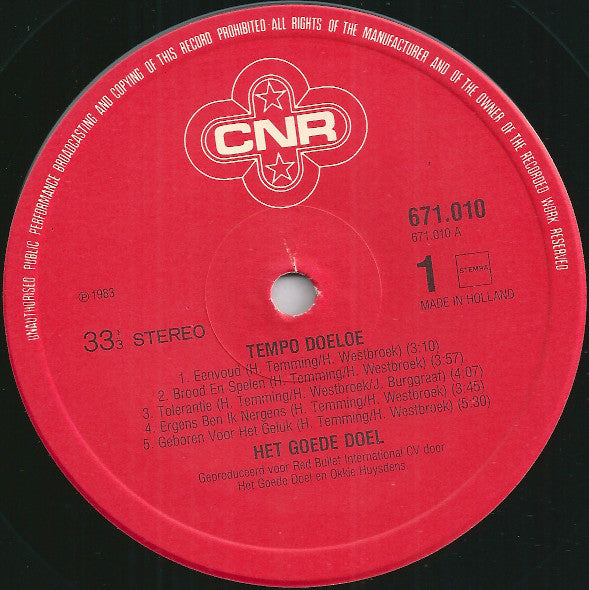 UNAUTHORISED PUBLIC PERFORMANCE BROADCASTING AND COPYING OF THIS RECORD PROHIBITED·ALL RIGHTS OF THE MANUFACTURER AND OF THE OWNER OF THE RECORDED WORK RESERVED
CNR
671.010
671.010 A
1
STEMRA
MADE IN HOLLAND
℗ 1983
33 1/3 STEREO
TEMPO DOELOE
1. Eenvoud (H. Temming/H. Westbroek) (3:10)
2. Brood En Spelen (H. Temming/H. Westbroek) (3:57)
3. Tolerantie (H. Temming/H. Westbroek/J. Burggraaf) (4:07)
4. Ergens Ben Ik Nergens (H. Temming/H. Westbroek) (3:45)
5. Geboren Voor Het Geluk (H. Temming/H. Westbroek) (5:30)
HET GOEDE DOEL
Geproduceerd voor Red Bullet International CV door
Het Goede Doel en Okkie Huysdens